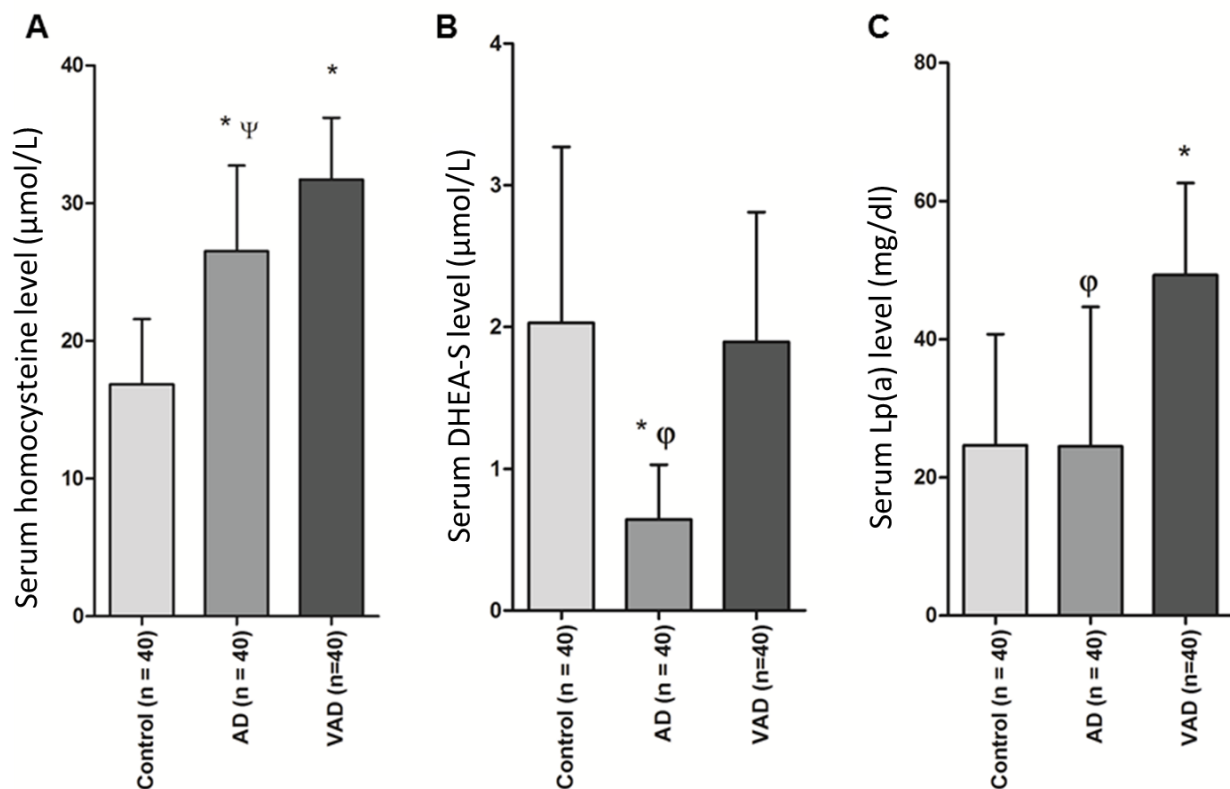 A
Serum homocysteine level (µmol/L)
40
30
20
10
0
* Ψ
*
Control (n = 40)
AD (n = 40)
VAD (n=40)
B
Serum DHEA-S level (µmol/L)
4
3
2
1
0
* φ
Control (n = 40)
AD (n = 40)
VAD (n=40)
C
Serum Lp(a) level (mg/dl)
80
60
40
20
0
φ
*
Control (n = 40)
AD (n = 40)
VAD (n=40)